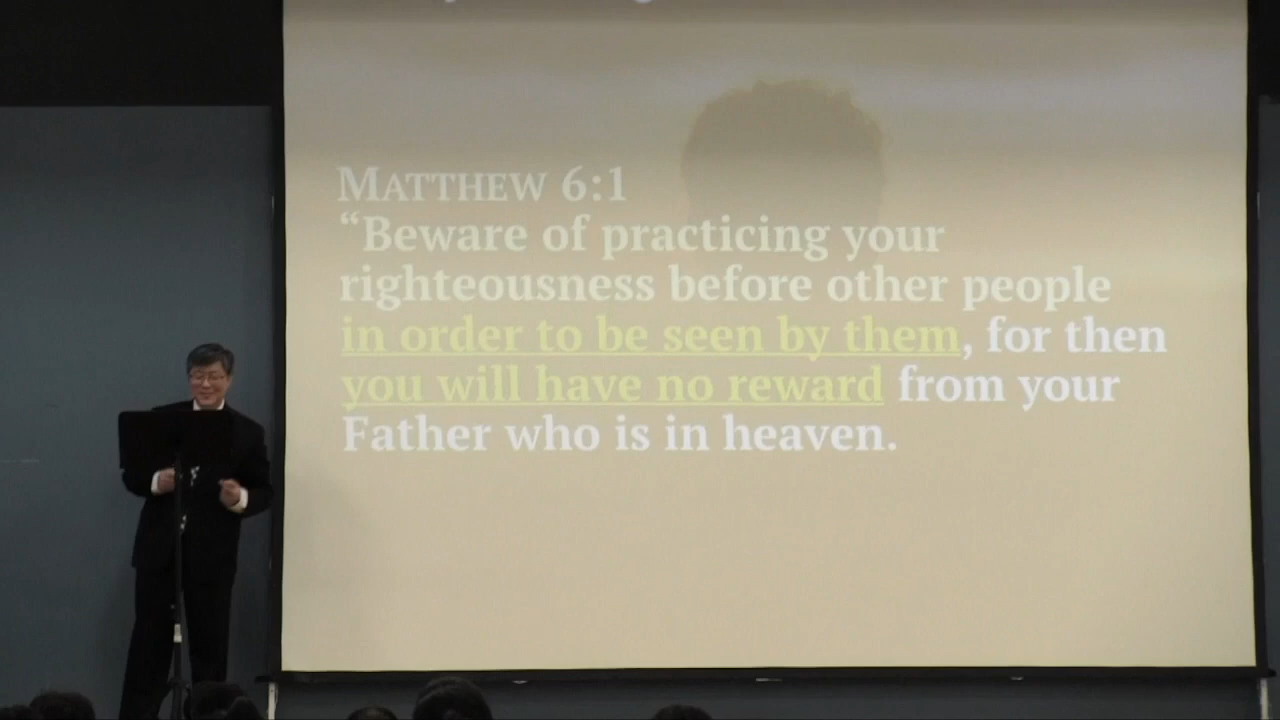 MATTHEW 6:1
“Beware of practicing your
righteousness before other people
in order to be seen by them, for then
you will have no reward from your
Father who is in heaven.